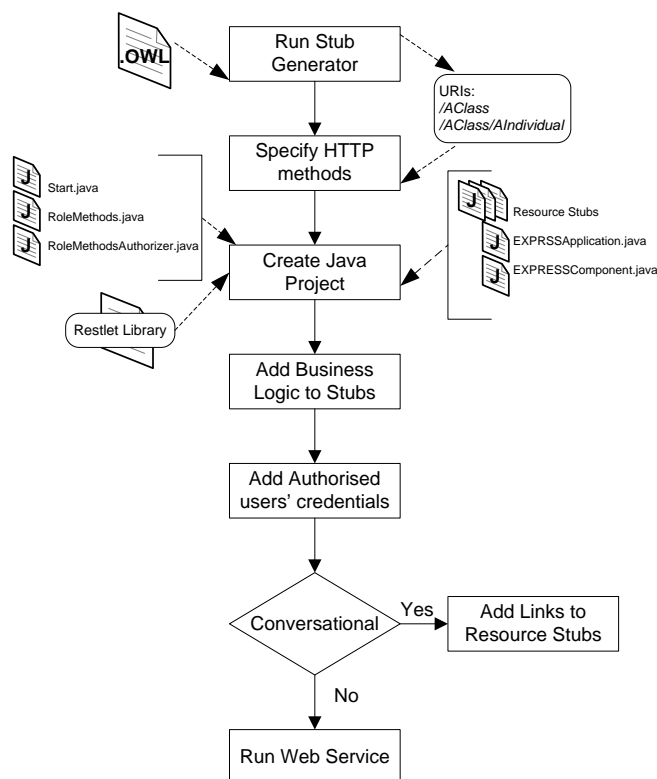 .OWL
Run Stub
Generator
URIs:
/AClass
/AClass/AIndividual
Specify HTTP
methods
J
Start.java
J
RoleMethods.java
J
RoleMethodsAuthorizer.java
J
Resource Stubs
J
EXPRSSApplication.java
J
EXPRESSComponent.java
Create Java
Project
Restlet Library
Add Business
Logic to Stubs
Add Authorised
users' credentials
Conversational
Yes
Add Links to
Resource Stubs
No
Run Web Service